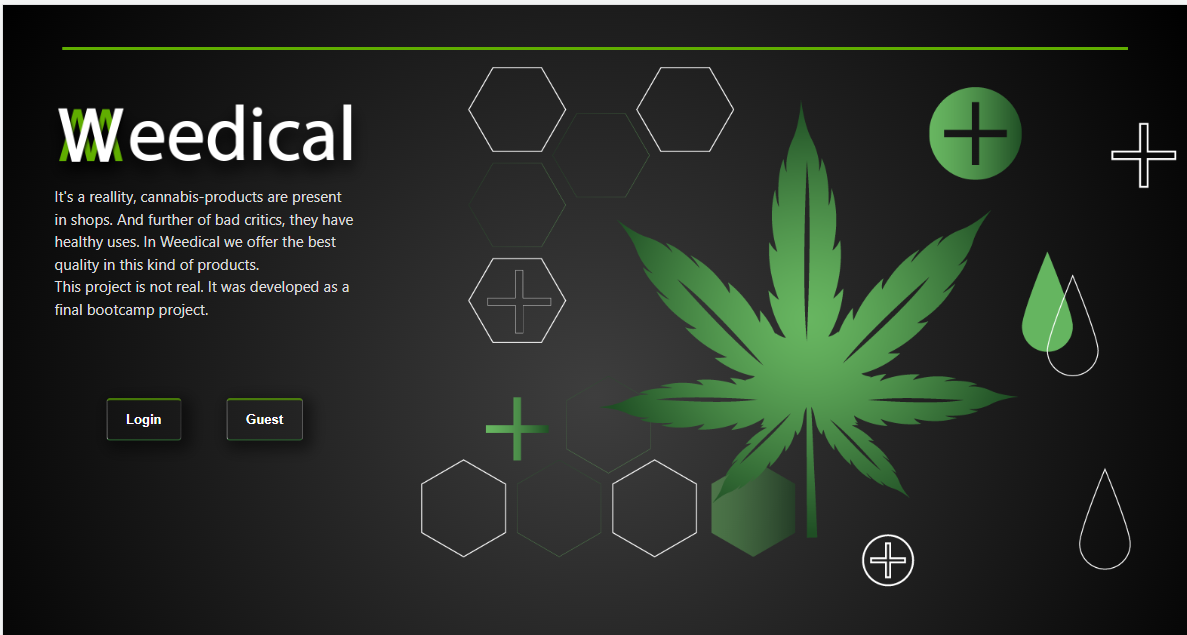 Weedical
It's a reallity, cannabis-products are present
in shops. And further of bad critics, they have
healthy uses. In Weedical we offer the best
quality in this kind of products.
This project is not real. It was developed as a
final bootcamp project.
Login
Guest